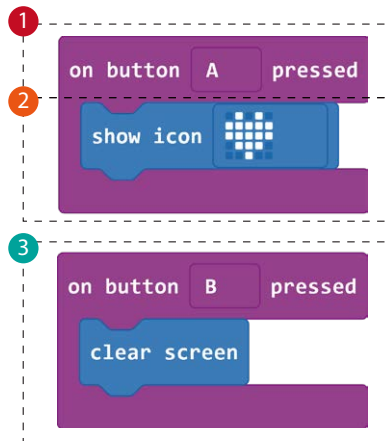 1
on button A pressed
2
show icon
3
on button B pressed
clear screen